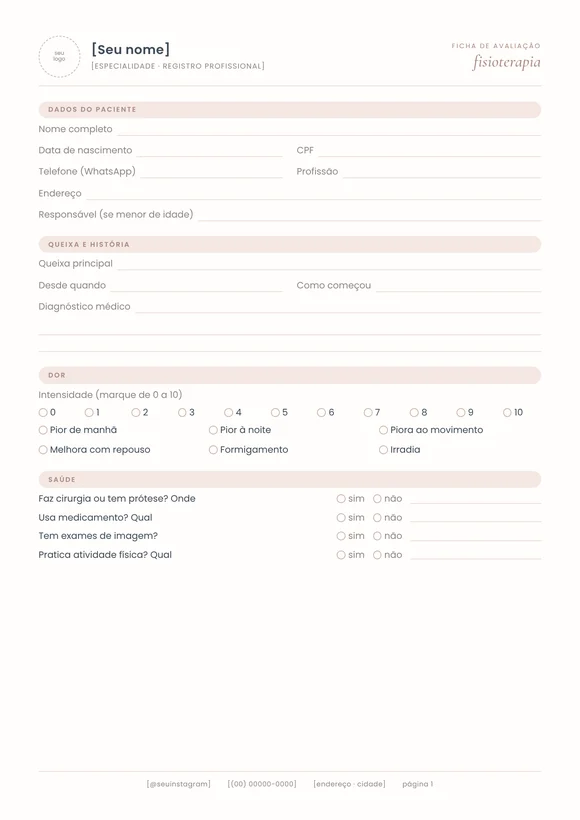 seu
logo
[Seu nome]
[ESPECIALIDADE · REGISTRO PROFISSIONAL]
FICHA DE AVALIAÇÃO
fisioterapia
DADOS DO PACIENTE
Nome completo
Data de nascimento CPF
Telefone (WhatsApp) Profissão
Endereço
Responsável (se menor de idade)
QUEIXA E HISTÓRIA
Queixa principal
Desde quando Como começou
Diagnóstico médico
DOR
Intensidade (marque de 0 a 10)
0 1 2 3 4 5 6 7 8 9 10
Pior de manhã Pior à noite Piora ao movimento
Melhora com repouso Formigamento Irradia
SAÚDE
Faz cirurgia ou tem prótese? Onde sim não
Usa medicamento? Qual sim não
Tem exames de imagem? sim não
Pratica atividade física? Qual sim não
[@seuinstagram] [(00) 00000-0000] [endereço · cidade] página 1